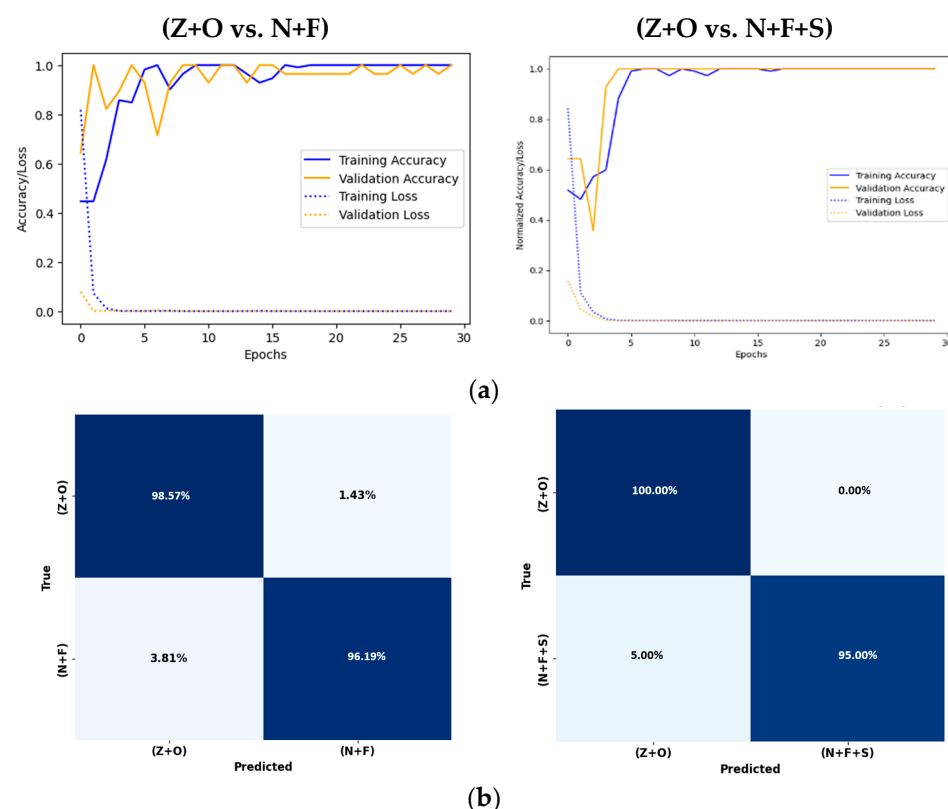 (Z+O vs. N+F)
(Z+O vs. N+F+S)
Accuracy/Loss
1.0
0.8
0.6
0.4
0.2
0.0
Training Accuracy
Validation Accuracy
Training Loss
Validation Loss
0 5 10 15 20 25 30
Epochs
Normalized Accuracy/Loss
1.0
0.8
0.6
0.4
0.2
0.0
Training Accuracy
Validation Accuracy
Training Loss
Validation Loss
0 5 10 15 20 25
Epochs
(a)
True
(Z+O)
98.57% 1.43%
(N+F)
3.81% 96.19%
(Z+O) (N+F)
Predicted
True
(Z+O)
100.00% 0.00%
(N+F+S)
5.00% 95.00%
(Z+O) (N+F+S)
Predicted
(b)